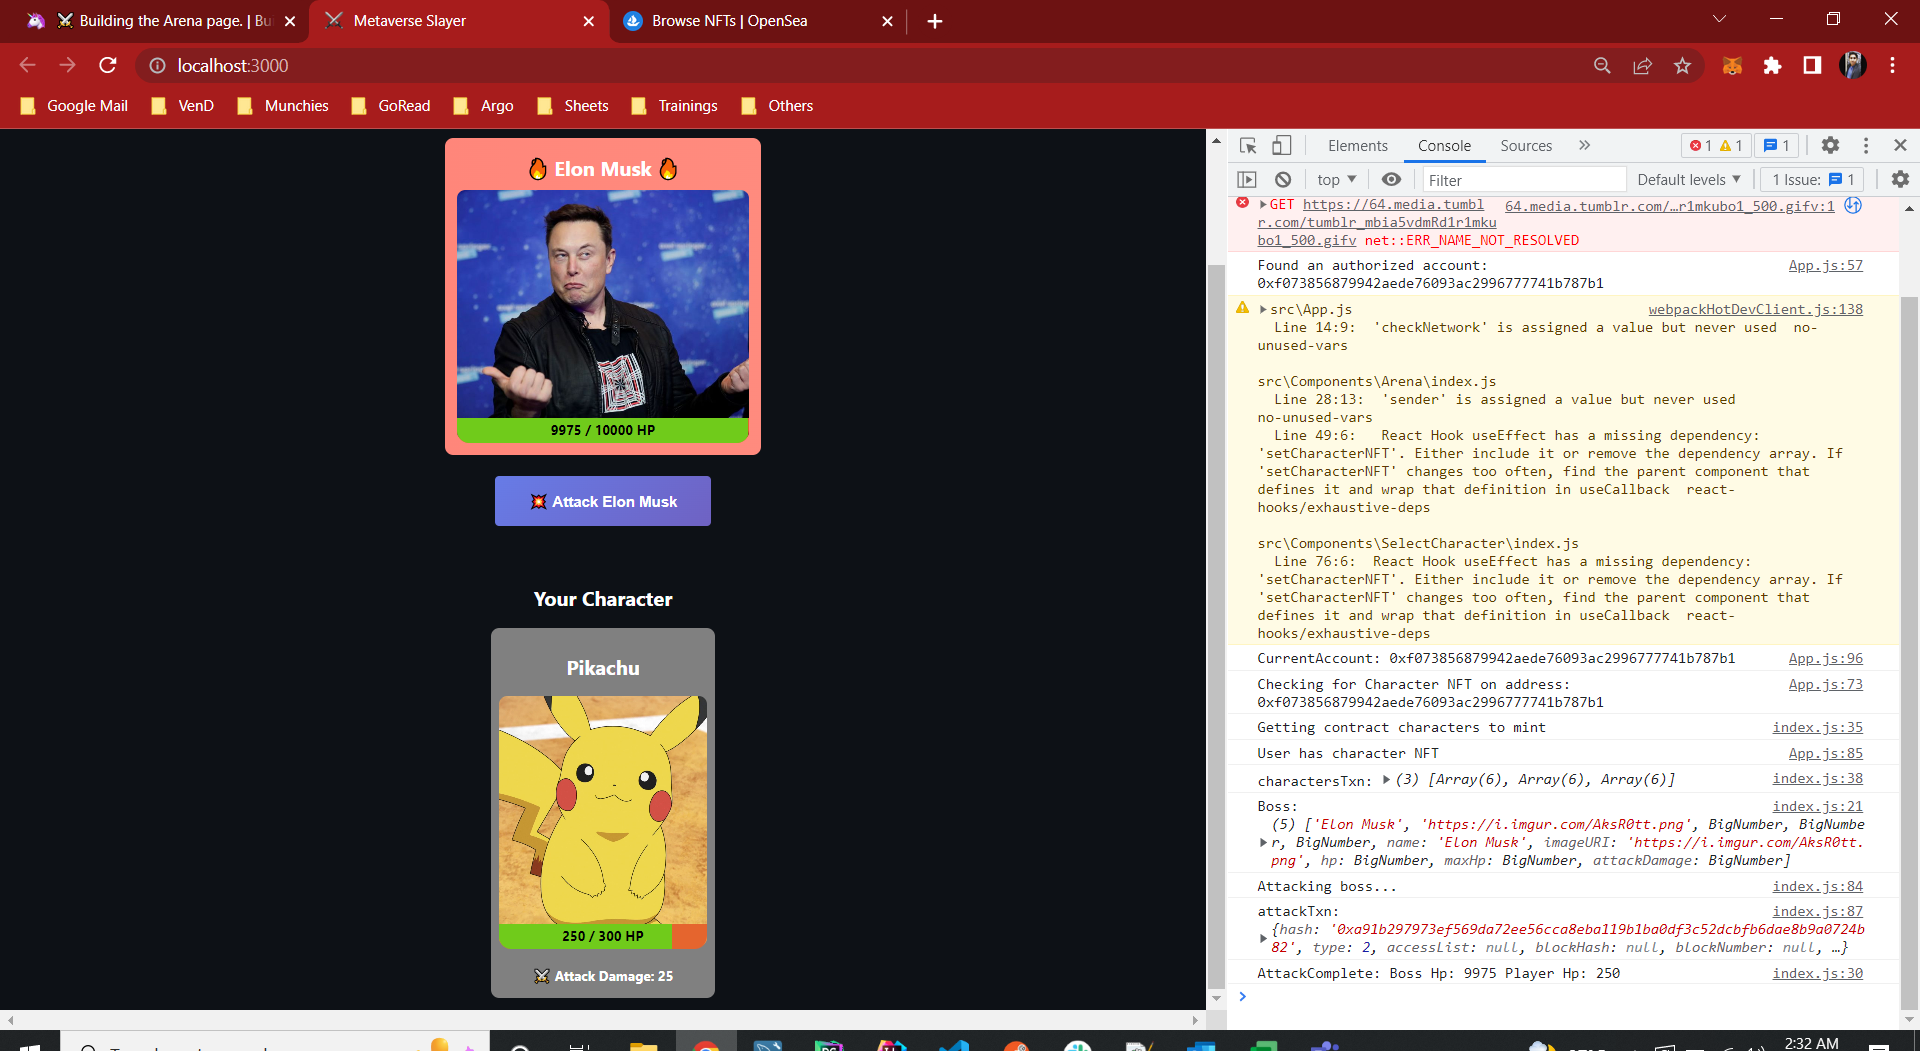 Building the Arena page. | Bui
Metaverse Slayer
Browse NFTs | OpenSea
localhost:3000
Google Mail
VenD
Munchies
GoRead
Argo
Sheets
Trainings
Others
🔥 Elon Musk 🔥
9975 / 10000 HP
💥 Attack Elon Musk
Your Character
Pikachu
250 / 300 HP
⚔️ Attack Damage: 25
Elements
Console
Sources
1
1
1
top
Filter
Default levels
1 Issue:
1
GET https://64.media.tumbl 64.media.tumblr.com/…r1mkubo1_500.gifv:1
r.com/tumblr_mbia5vdmRd1r1mku
bo1_500.gifv net::ERR_NAME_NOT_RESOLVED
Found an authorized account: App.js:57
0xf073856879942aede76093ac2996777741b787b1
src\App.js webpackHotDevClient.js:138
Line 14:9: 'checkNetwork' is assigned a value but never used no-
unused-vars
src\Components\Arena\index.js
Line 28:13: 'sender' is assigned a value but never used
no-unused-vars
Line 49:6: React Hook useEffect has a missing dependency:
'setCharacterNFT'. Either include it or remove the dependency array. If
'setCharacterNFT' changes too often, find the parent component that
defines it and wrap that definition in useCallback react-
hooks/exhaustive-deps
src\Components\SelectCharacter\index.js
Line 76:6: React Hook useEffect has a missing dependency:
'setCharacterNFT'. Either include it or remove the dependency array. If
'setCharacterNFT' changes too often, find the parent component that
defines it and wrap that definition in useCallback react-
hooks/exhaustive-deps
CurrentAccount: 0xf073856879942aede76093ac2996777741b787b1 App.js:96
Checking for Character NFT on address: App.js:73
0xf073856879942aede76093ac2996777741b787b1
Getting contract characters to mint index.js:35
User has character NFT App.js:85
charactersTxn: (3) [Array(6), Array(6), Array(6)] index.js:38
Boss: index.js:21
(5) ['Elon Musk', 'https://i.imgur.com/AksR0tt.png', BigNumber, BigNumbe
r, BigNumber, name: 'Elon Musk', imageURI: 'https://i.imgur.com/AksR0tt.
png', hp: BigNumber, maxHp: BigNumber, attackDamage: BigNumber]
Attacking boss... index.js:84
attackTxn: index.js:87
{hash: '0xa91b297973ef569da72ee56cca8eba119b1ba0df3c52dcbfb6dae8b9a0724b
82', type: 2, accessList: null, blockHash: null, blockNumber: null, …}
AttackComplete: Boss Hp: 9975 Player Hp: 250 index.js:30
2:32 AM